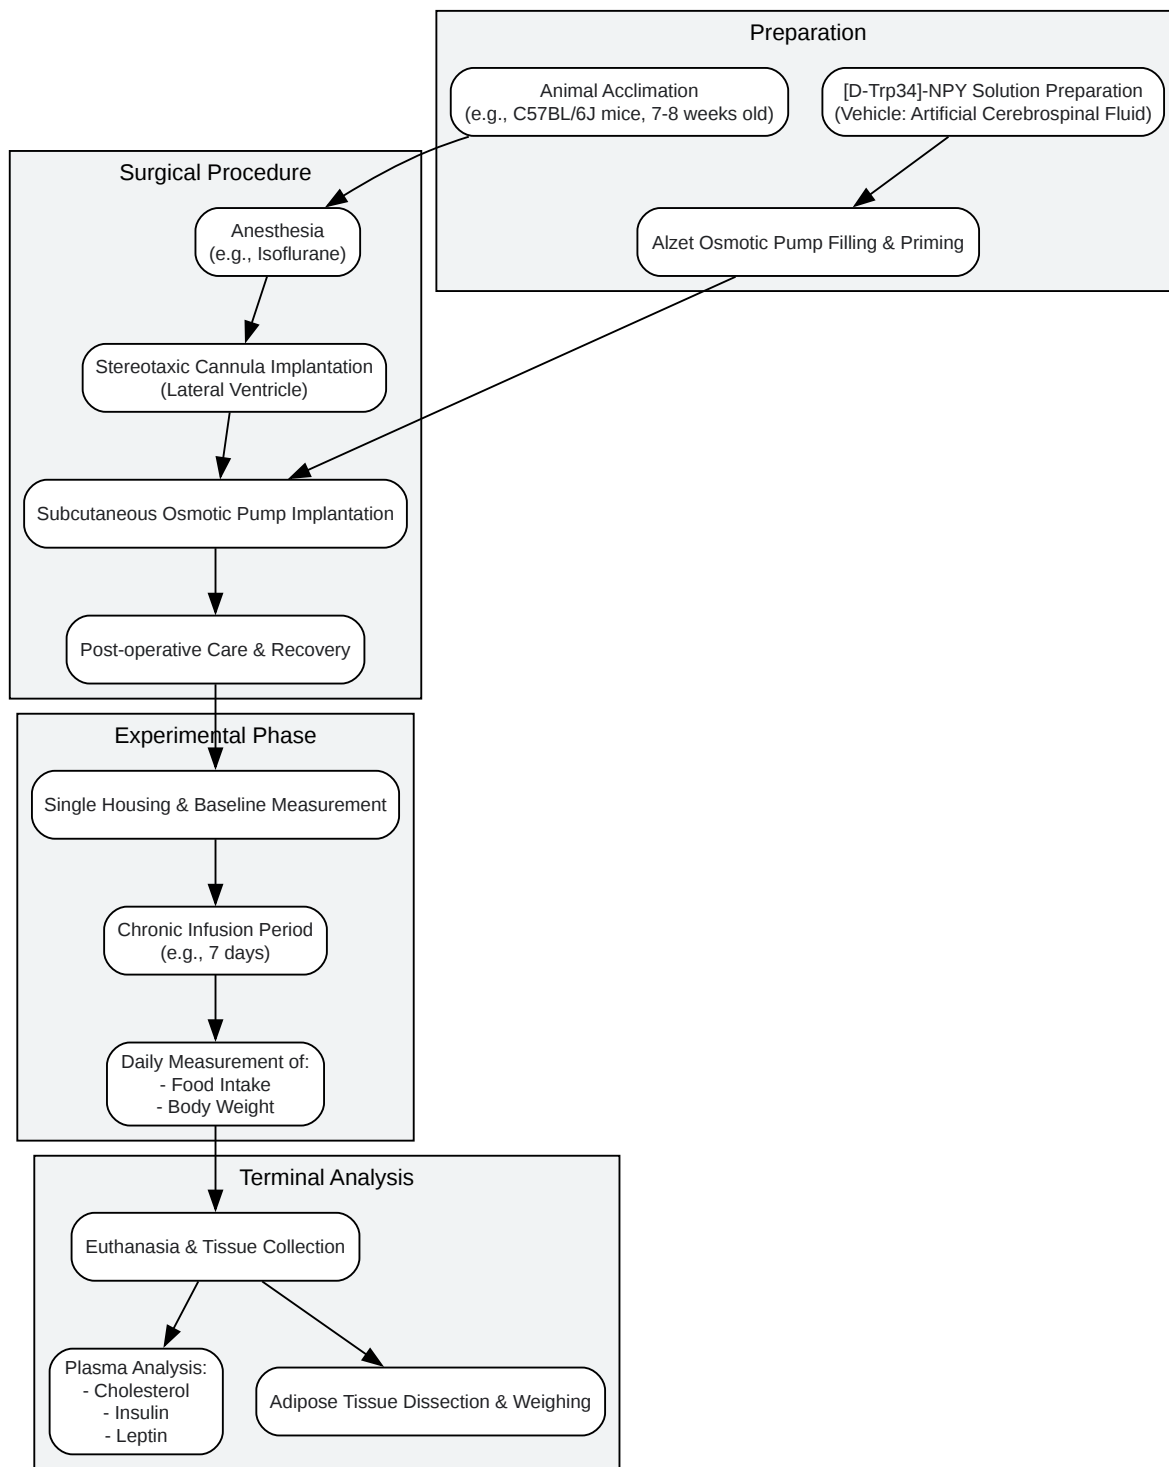 Preparation
Animal Acclimation
(e.g., C57BL/6J mice, 7-8 weeks old)
[D-Trp34]-NPY Solution Preparation
(Vehicle: Artificial Cerebrospinal Fluid)
Alzet Osmotic Pump Filling & Priming
Surgical Procedure
Anesthesia
(e.g., Isoflurane)
Stereotaxic Cannula Implantation
(Lateral Ventricle)
Subcutaneous Osmotic Pump Implantation
Post-operative Care & Recovery
Experimental Phase
Single Housing & Baseline Measurement
Chronic Infusion Period
(e.g., 7 days)
Daily Measurement of:
- Food Intake
- Body Weight
Terminal Analysis
Euthanasia & Tissue Collection
Plasma Analysis:
- Cholesterol
- Insulin
- Leptin
Adipose Tissue Dissection & Weighing